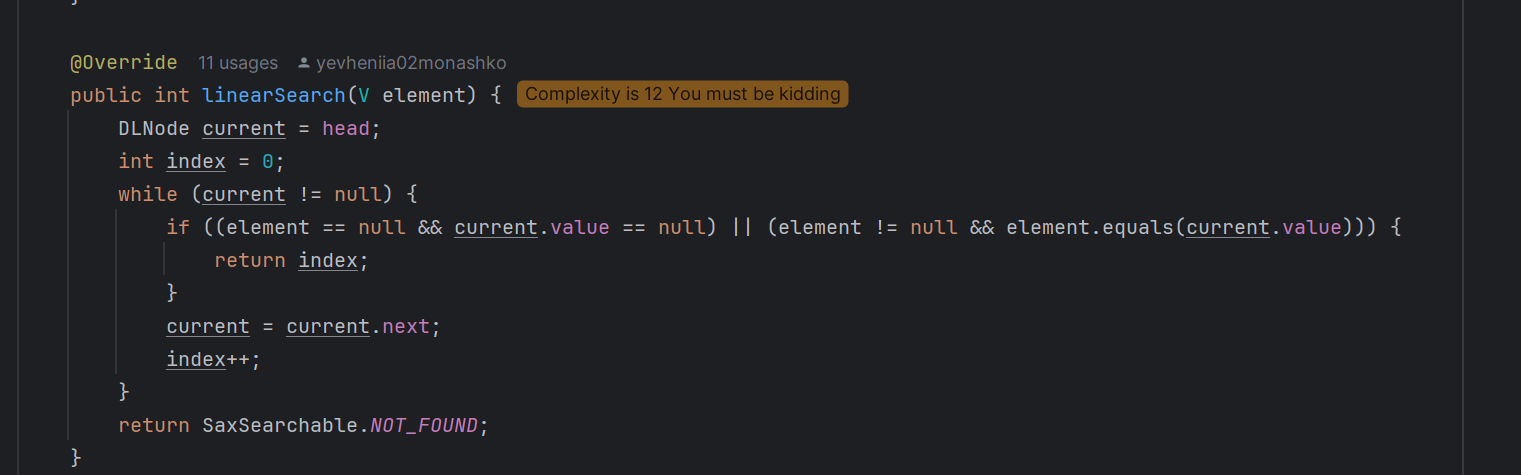 }
@Override 11 usages yevheniia02monashko
public int linearSearch(V element) { Complexity is 12 You must be kidding
DLNode current = head;
int index = 0;
while (current != null) {
if ((element == null && current.value == null) || (element != null && element.equals(current.value))) {
return index;
}
current = current.next;
index++;
}
return SaxSearchable.NOT_FOUND;
}